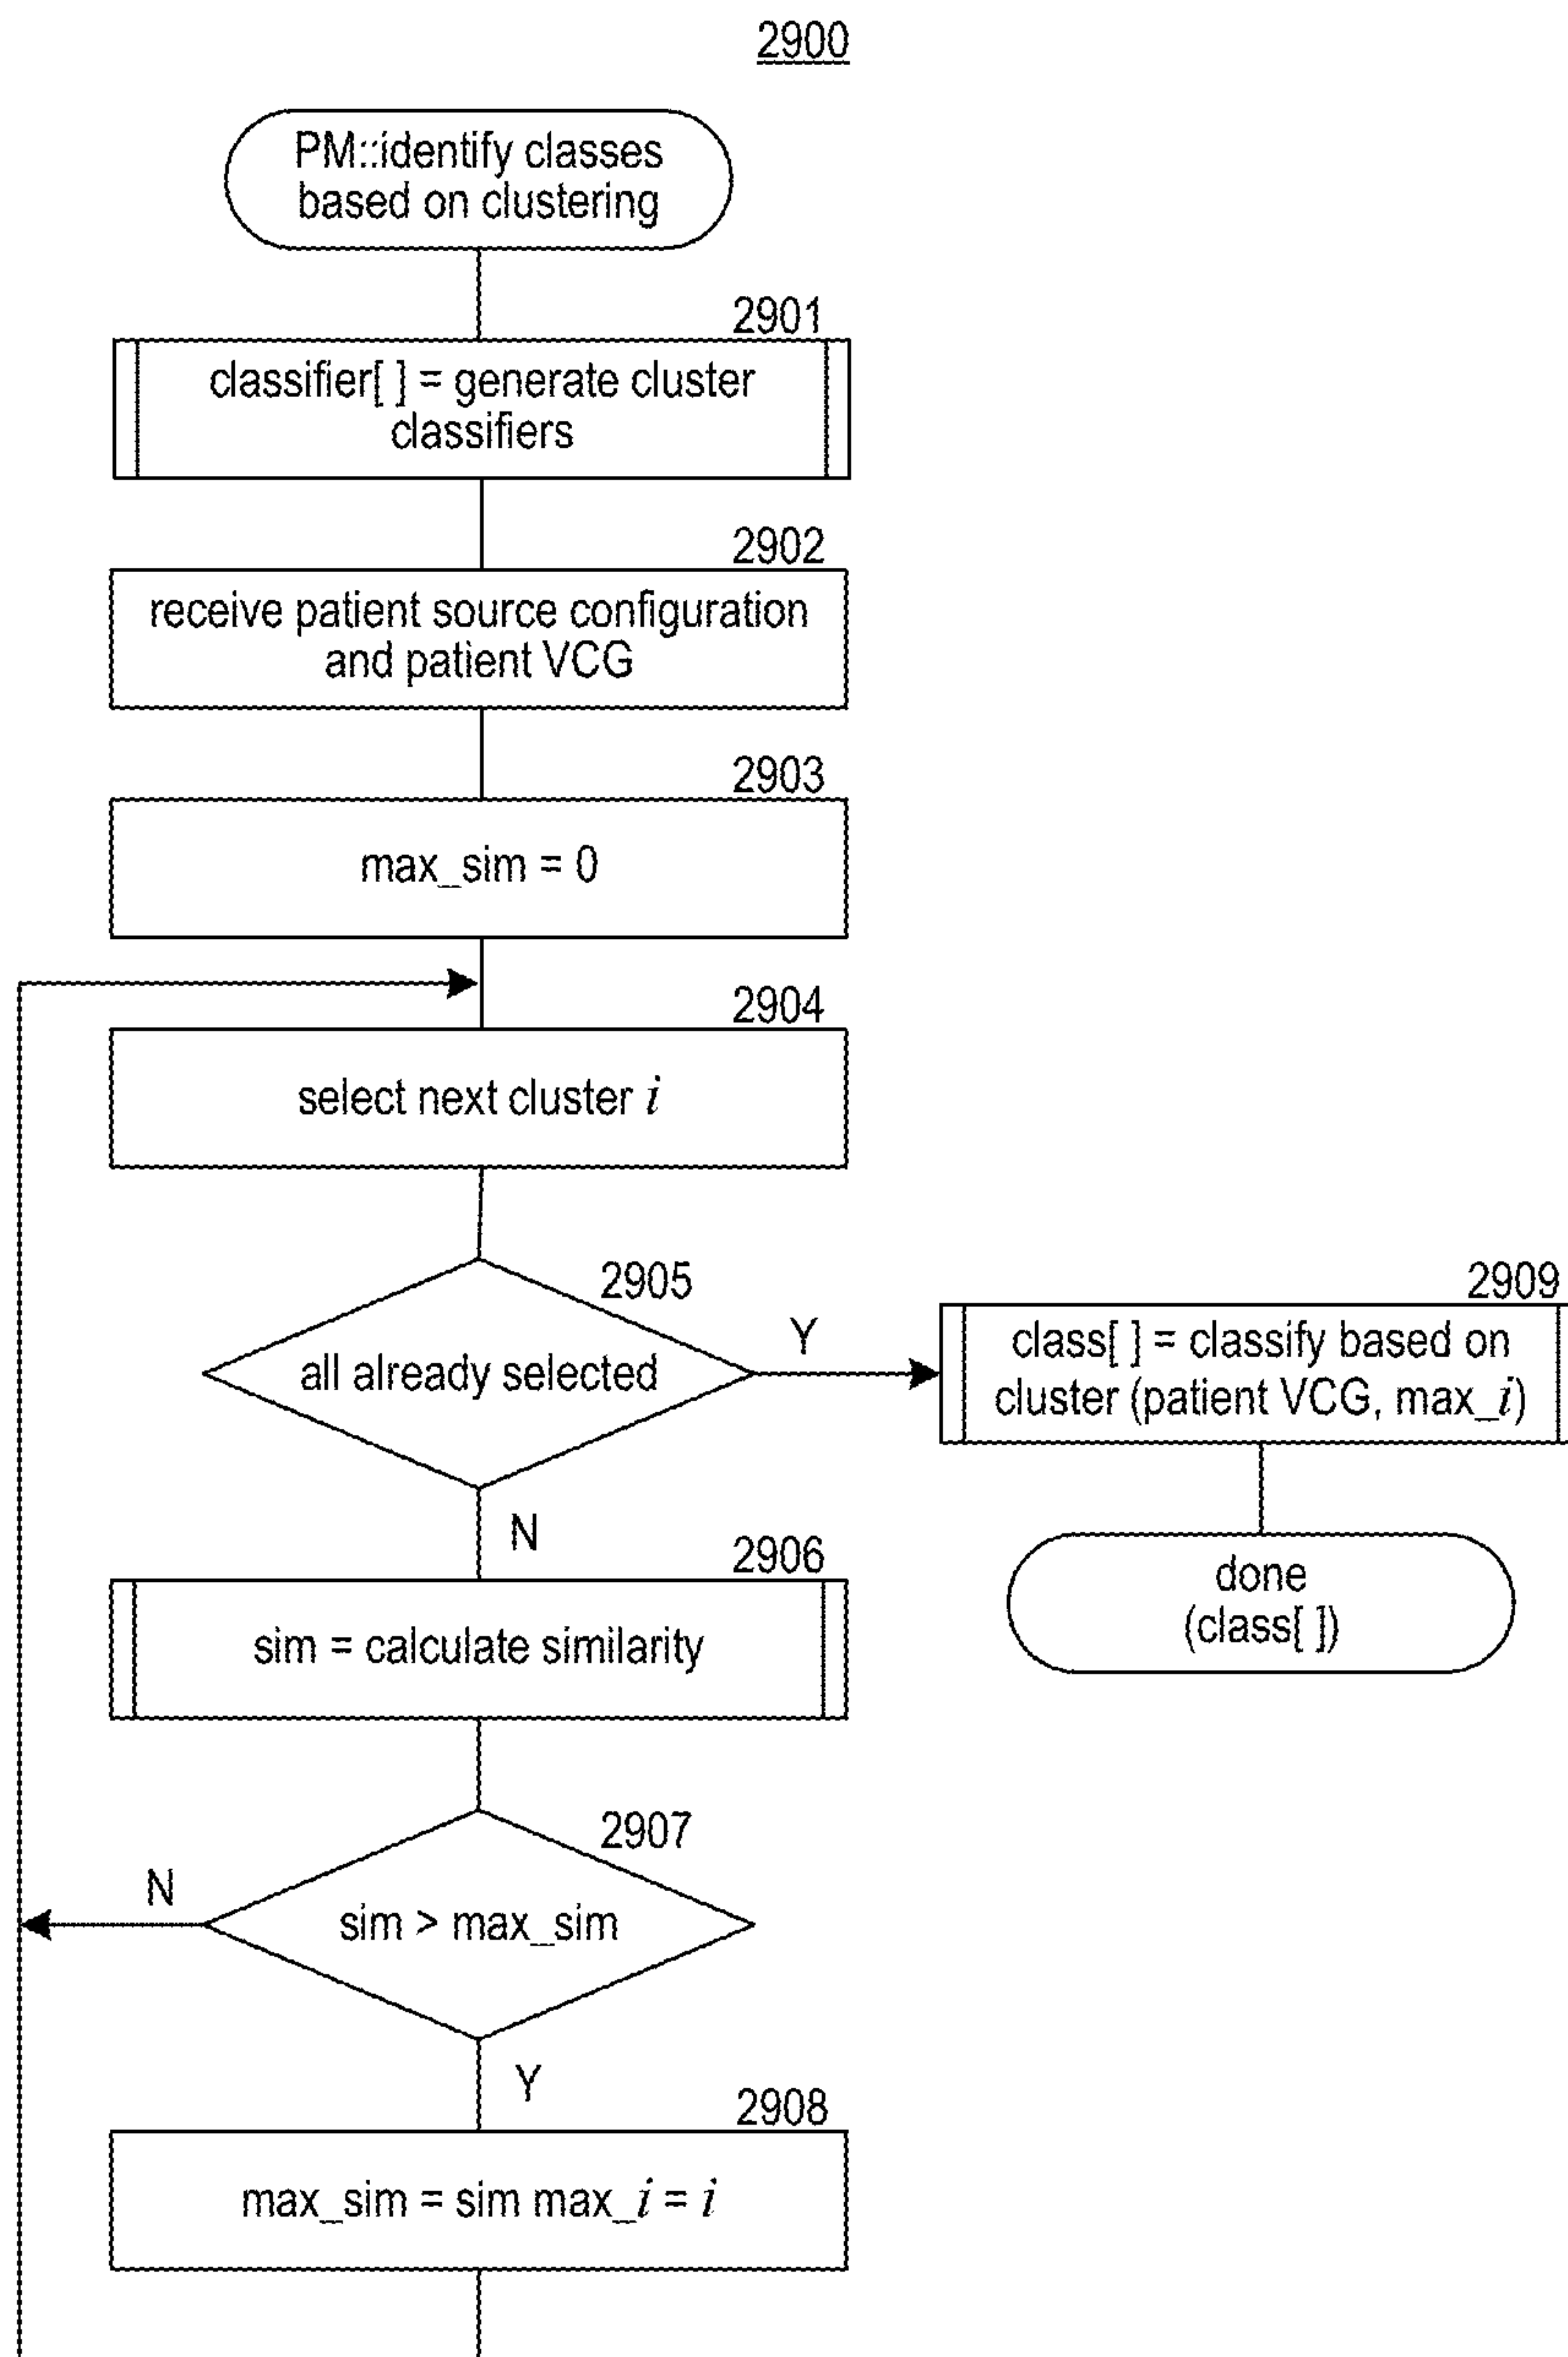 2900
PM::identify classes
based on clustering
2901
classifier[ ] = generate cluster
classifiers
2902
receive patient source configuration
and patient VCG
2903
max_sim = 0
2904
select next cluster i
2905
all already selected
Y
N
2909
class[ ] = classify based on
cluster (patient VCG, max_i)
done
(class[ ])
2906
sim = calculate similarity
2907
sim > max_sim
N
Y
2908
max_sim = sim max_i = i